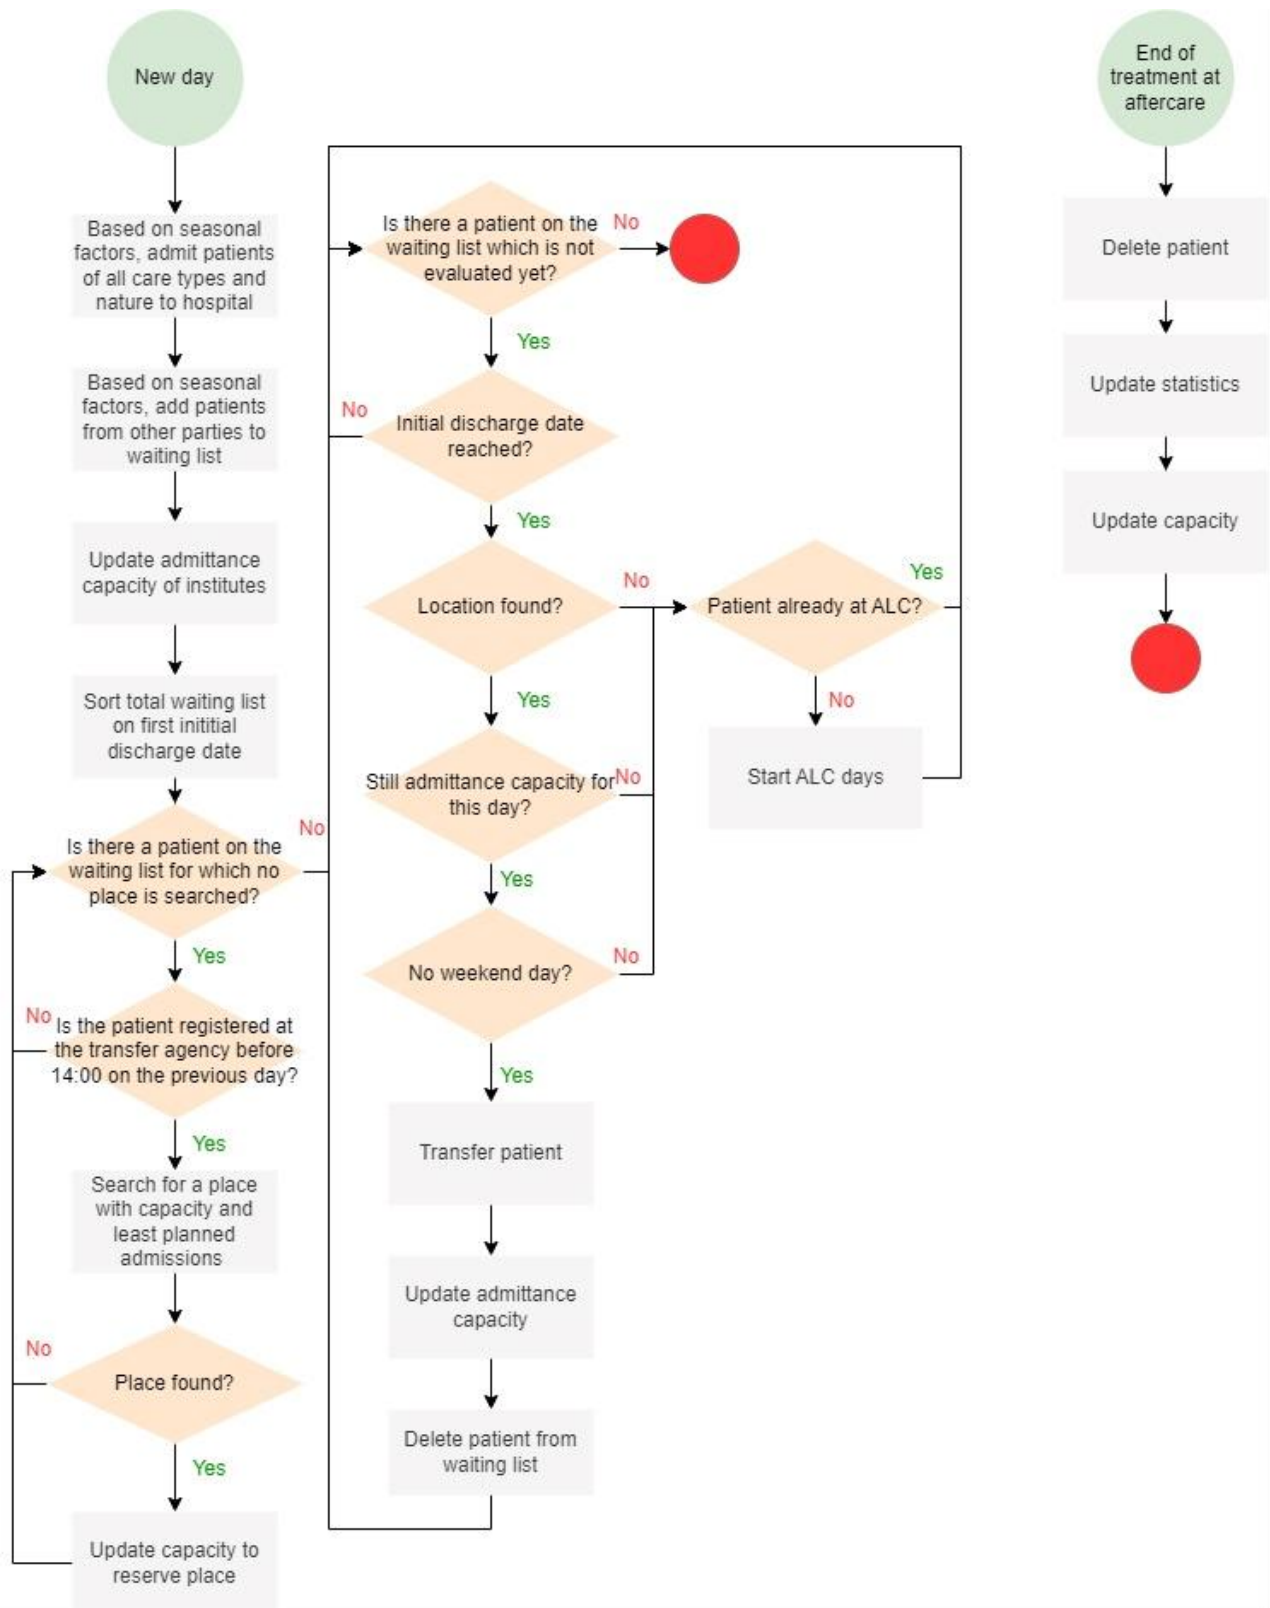 New day
Based on seasonal
factors, admit patients
of all care types and
nature to hospital
Based on seasonal
factors, add patients
from other parties to
waiting list
Update admittance
capacity of institutes
Sort total waiting list
on first inititial
discharge date
Is there a patient on the
waiting list for which no
place is searched?
No
Yes
Is the patient registered at
the transfer agency before
14:00 on the previous day?
No
Yes
Search for a place
with capacity and
least planned
admissions
Place found?
No
Yes
Update capacity to
reserve place
Is there a patient on the
waiting list which is not
evaluated yet?
No
Yes
Initial discharge date
reached?
No
Yes
Location found?
No
Yes
Still admittance capacity for
this day?
No
Yes
No weekend day?
No
Yes
Transfer patient
Update admittance
capacity
Delete patient from
waiting list
Patient already at ALC?
Yes
No
Start ALC days
End of
treatment at
aftercare
Delete patient
Update statistics
Update capacity